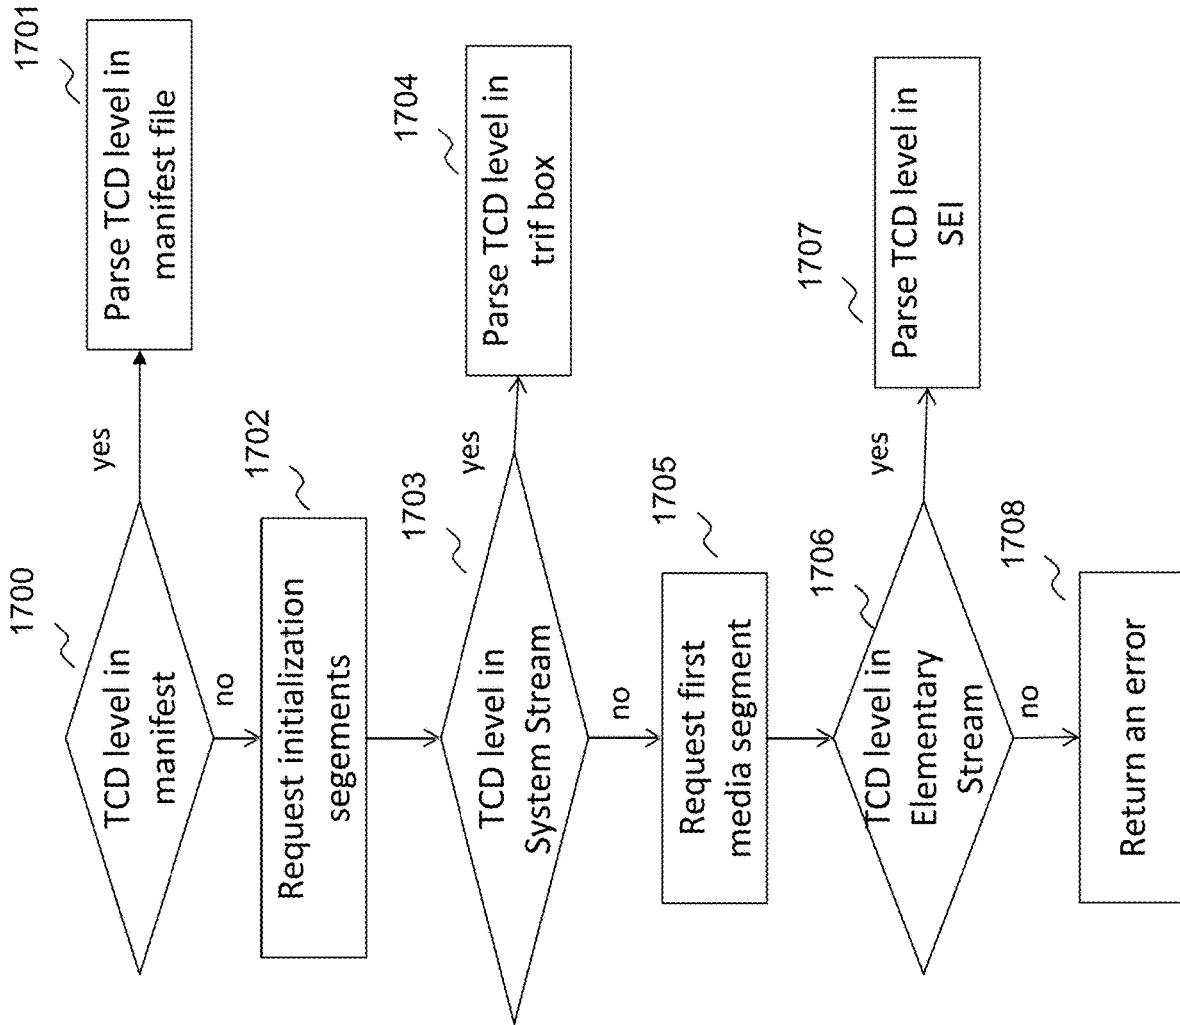 1700
TCD level in
manifest
yes
1701
Parse TCD level in
manifest file
no
1702
Request initialization
segements
1703
TCD level in
System Stream
yes
1704
Parse TCD level in
trif box
no
1705
Request first
media segment
1706
TCD level in
Elementary
Stream
yes
1707
Parse TCD level in
SEI
no
1708
Return an error